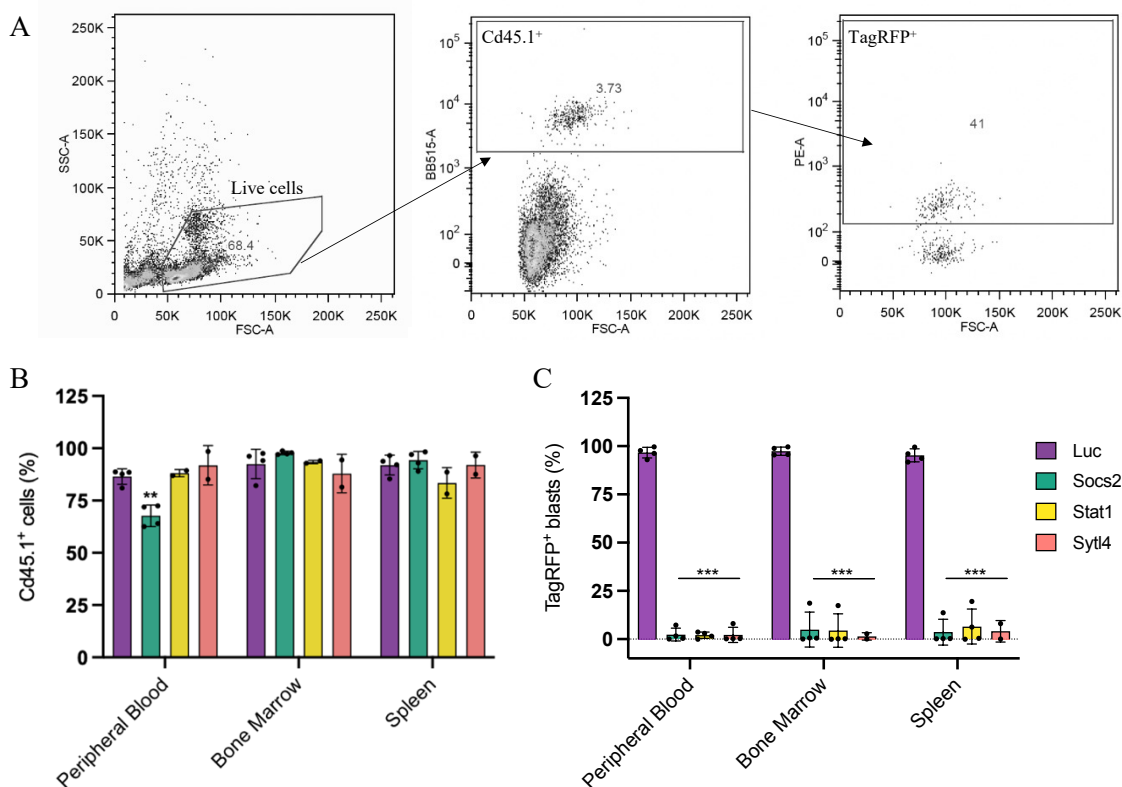 A
250K
200K
150K
100K
50K
0
SSC-A
Live cells
68.4
0 50K 100K 150K 200K 250K
FSC-A
Cd45.1⁺
3.73
10⁵
10⁴
10³
10²
0
BB515-A
0 50K 100K 150K 200K 250K
FSC-A
TagRFP⁺
41
10⁵
10⁴
10³
10²
0
PE-A
0 50K 100K 150K 200K 250K
FSC-A
B
125
100
75
50
25
0
Cd45.1⁺ cells (%)
**
Peripheral Blood
Bone Marrow
Spleen
C
125
100
75
50
25
0
TagRFP⁺ blasts (%)
***
***
***
Peripheral Blood
Bone Marrow
Spleen
Luc
Socs2
Stat1
Sytl4